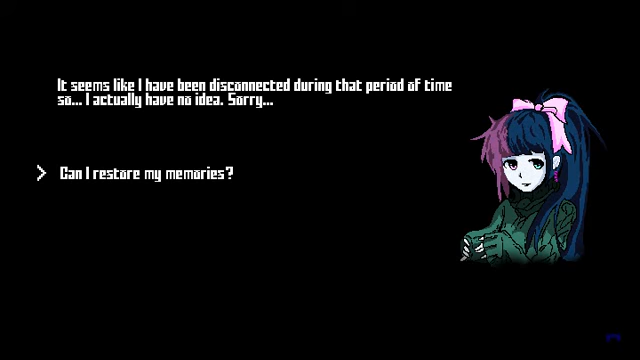 It seems like I have been disconnected during that period of time
so... I actually have no idea. Sorry...
Can I restore my memories?